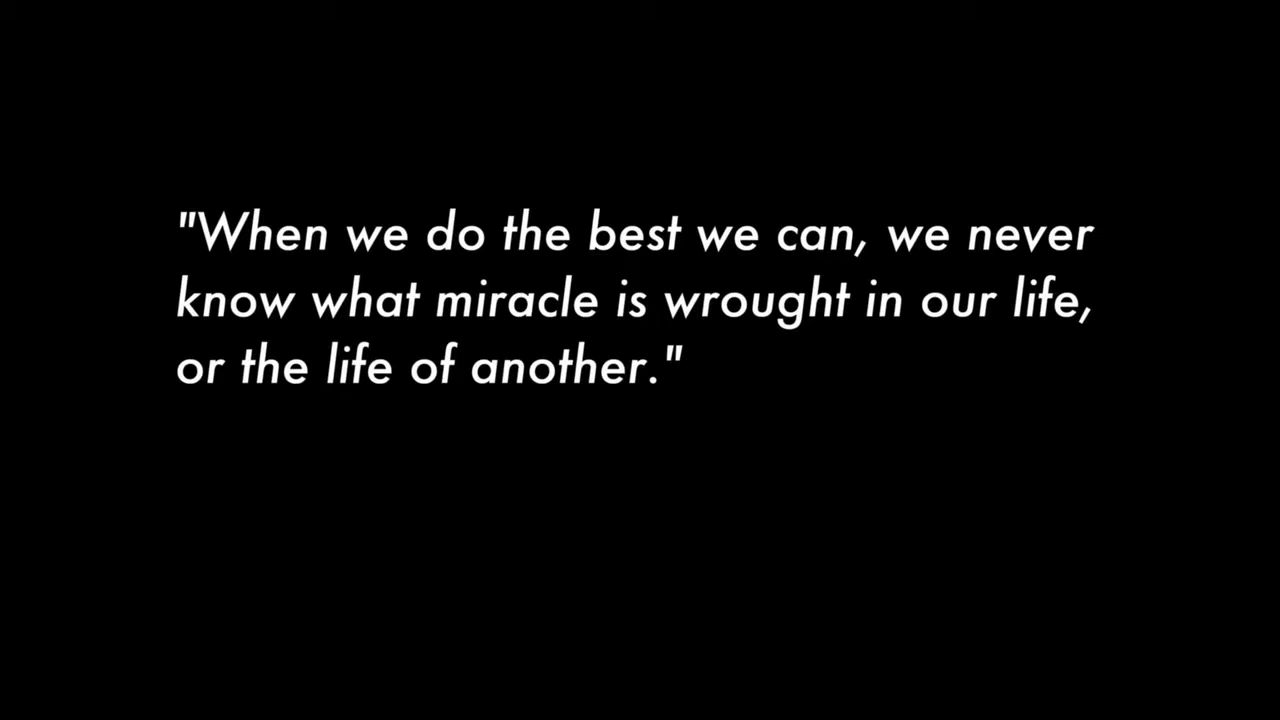 "When we do the best we can, we never
know what miracle is wrought in our life,
or the life of another."